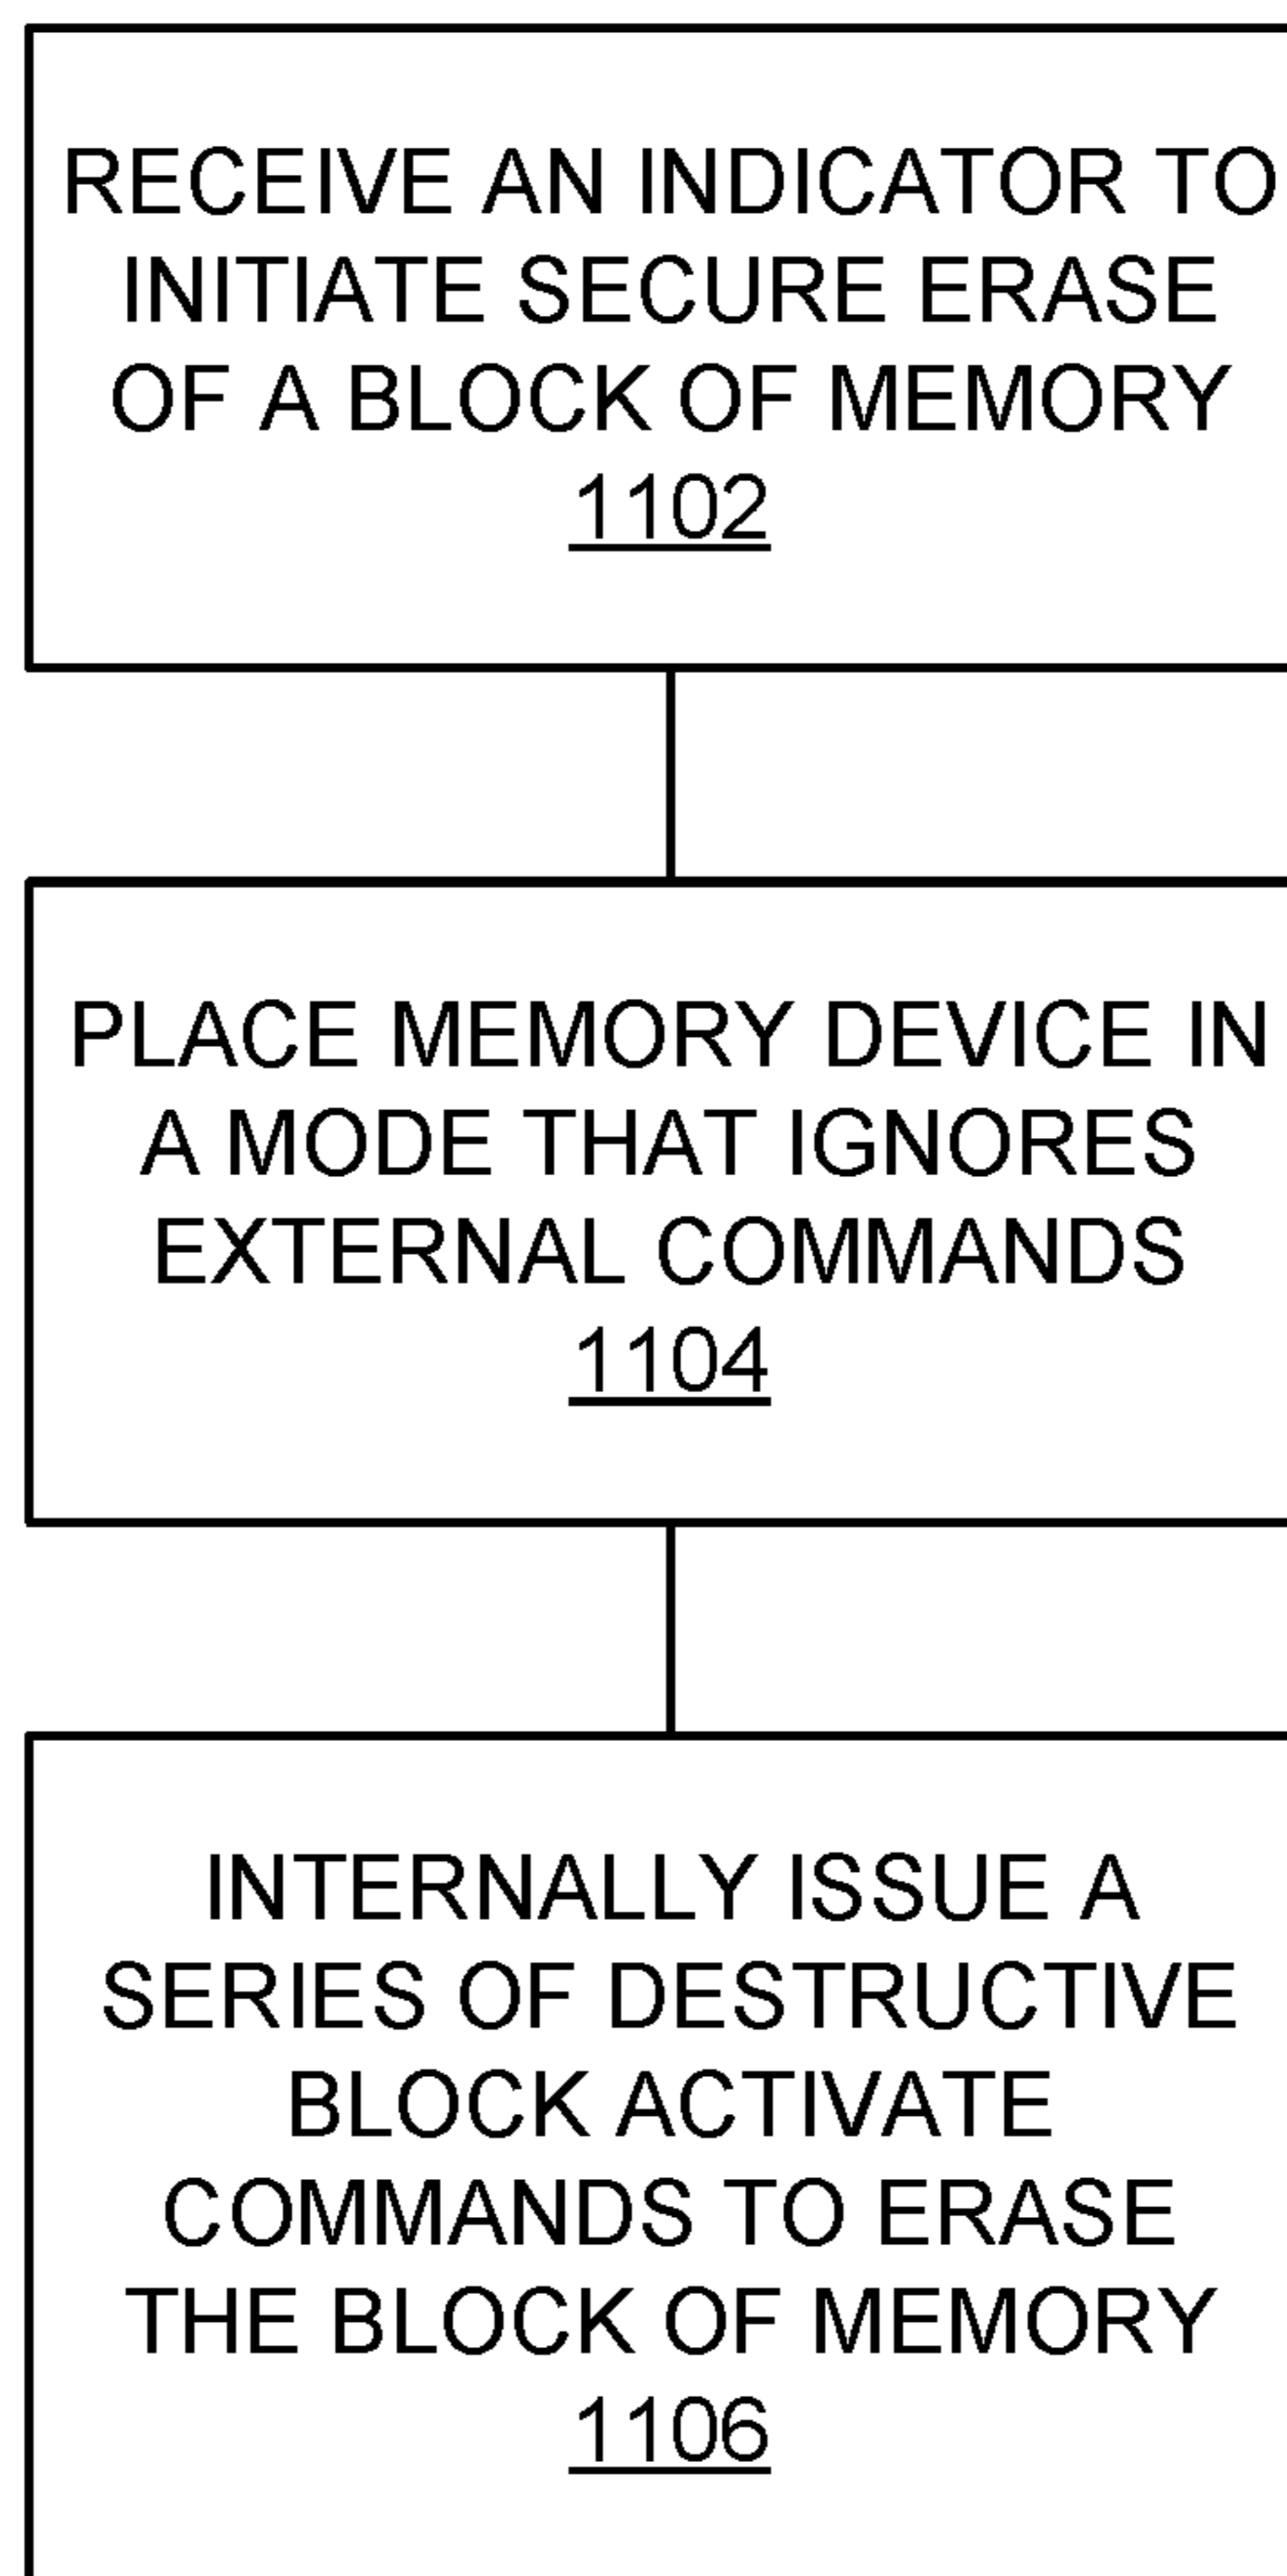 RECEIVE AN INDICATOR TO
INITIATE SECURE ERASE
OF A BLOCK OF MEMORY
1102
PLACE MEMORY DEVICE IN
A MODE THAT IGNORES
EXTERNAL COMMANDS
1104
INTERNALLY ISSUE A
SERIES OF DESTRUCTIVE
BLOCK ACTIVATE
COMMANDS TO ERASE
THE BLOCK OF MEMORY
1106